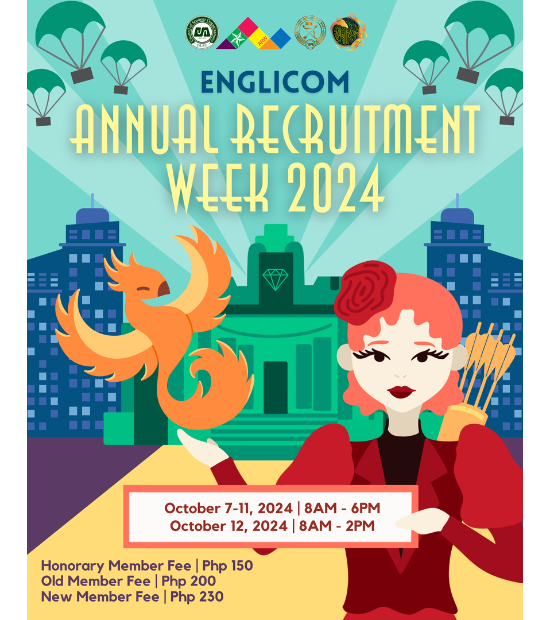 ENGLICOM
ANNUAL RECRUITMENT
WEEK 2024
October 7-11, 2024 | 8AM - 6PM
October 12, 2024 | 8AM - 2PM
Honorary Member Fee | Php 150
Old Member Fee | Php 200
New Member Fee | Php 230